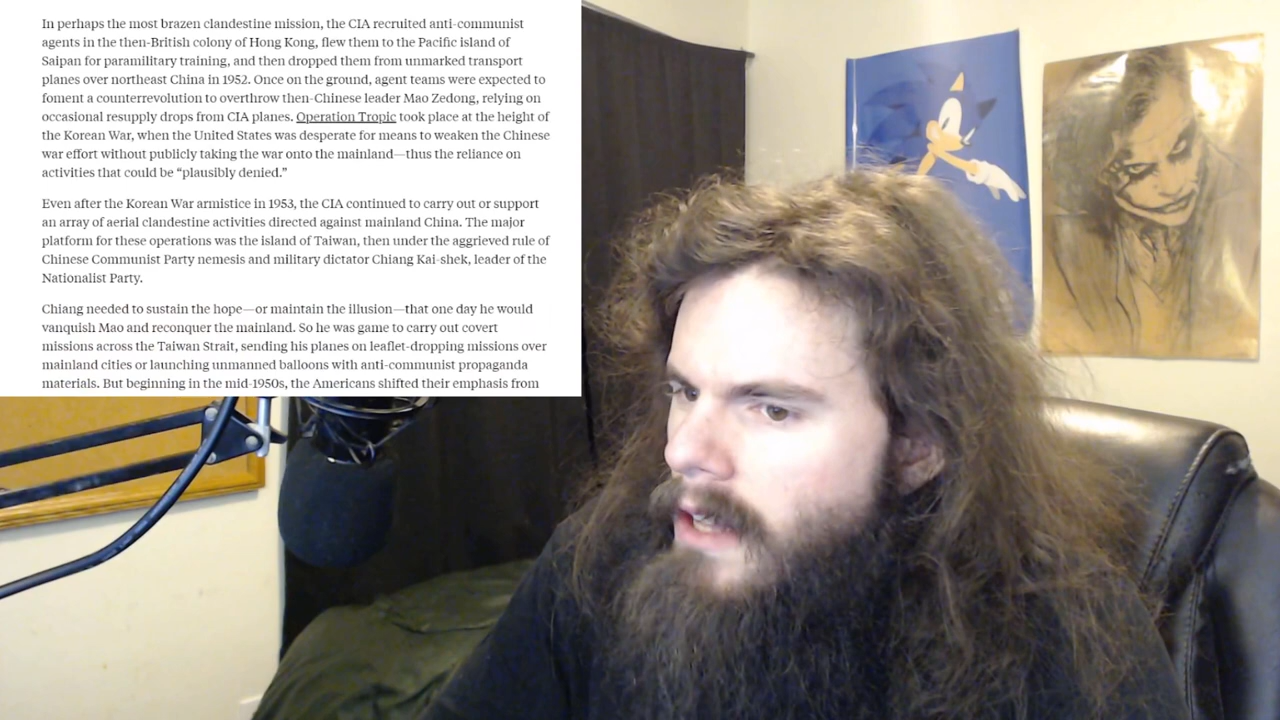 In perhaps the most brazen clandestine mission, the CIA recruited anti-communist
agents in the then-British colony of Hong Kong, flew them to the Pacific island of
Saipan for paramilitary training, and then dropped them from unmarked transport
planes over northeast China in 1952. Once on the ground, agent teams were expected to
foment a counterrevolution to overthrow then-Chinese leader Mao Zedong, relying on
occasional resupply drops from CIA planes. Operation Tropic took place at the height of
the Korean War, when the United States was desperate for means to weaken the Chinese
war effort without publicly taking the war onto the mainland—thus the reliance on
activities that could be “plausibly denied.”
Even after the Korean War armistice in 1953, the CIA continued to carry out or support
an array of aerial clandestine activities directed against mainland China. The major
platform for these operations was the island of Taiwan, then under the aggrieved rule of
Chinese Communist Party nemesis and military dictator Chiang Kai-shek, leader of the
Nationalist Party.
Chiang needed to sustain the hope—or maintain the illusion—that one day he would
vanquish Mao and reconquer the mainland. So he was game to carry out covert
missions across the Taiwan Strait, sending his planes on leaflet-dropping missions over
mainland cities or launching unmanned balloons with anti-communist propaganda
materials. But beginning in the mid-1950s, the Americans shifted their emphasis from